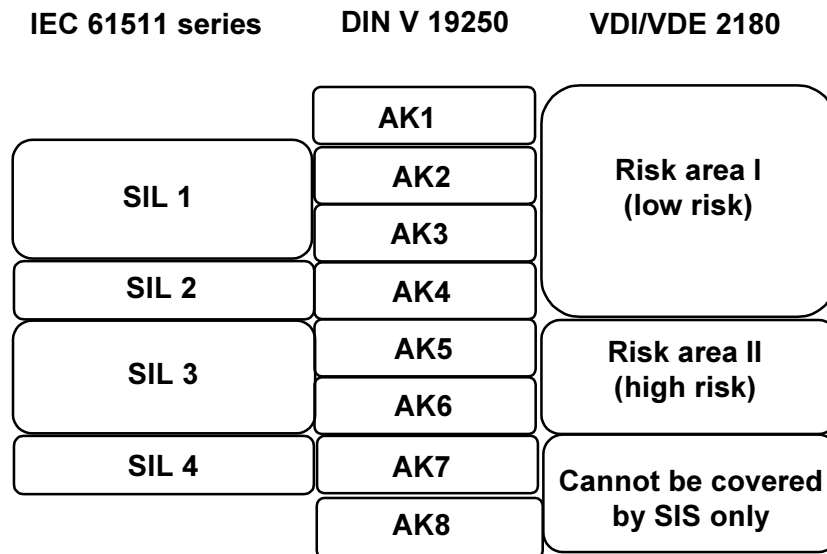 IEC 61511 series
DIN V 19250
VDI/VDE 2180
AK1
SIL 1
AK2
Risk area I
(low risk)
AK3
SIL 2
AK4
SIL 3
AK5
Risk area II
(high risk)
AK6
SIL 4
AK7
Cannot be covered
by SIS only
AK8